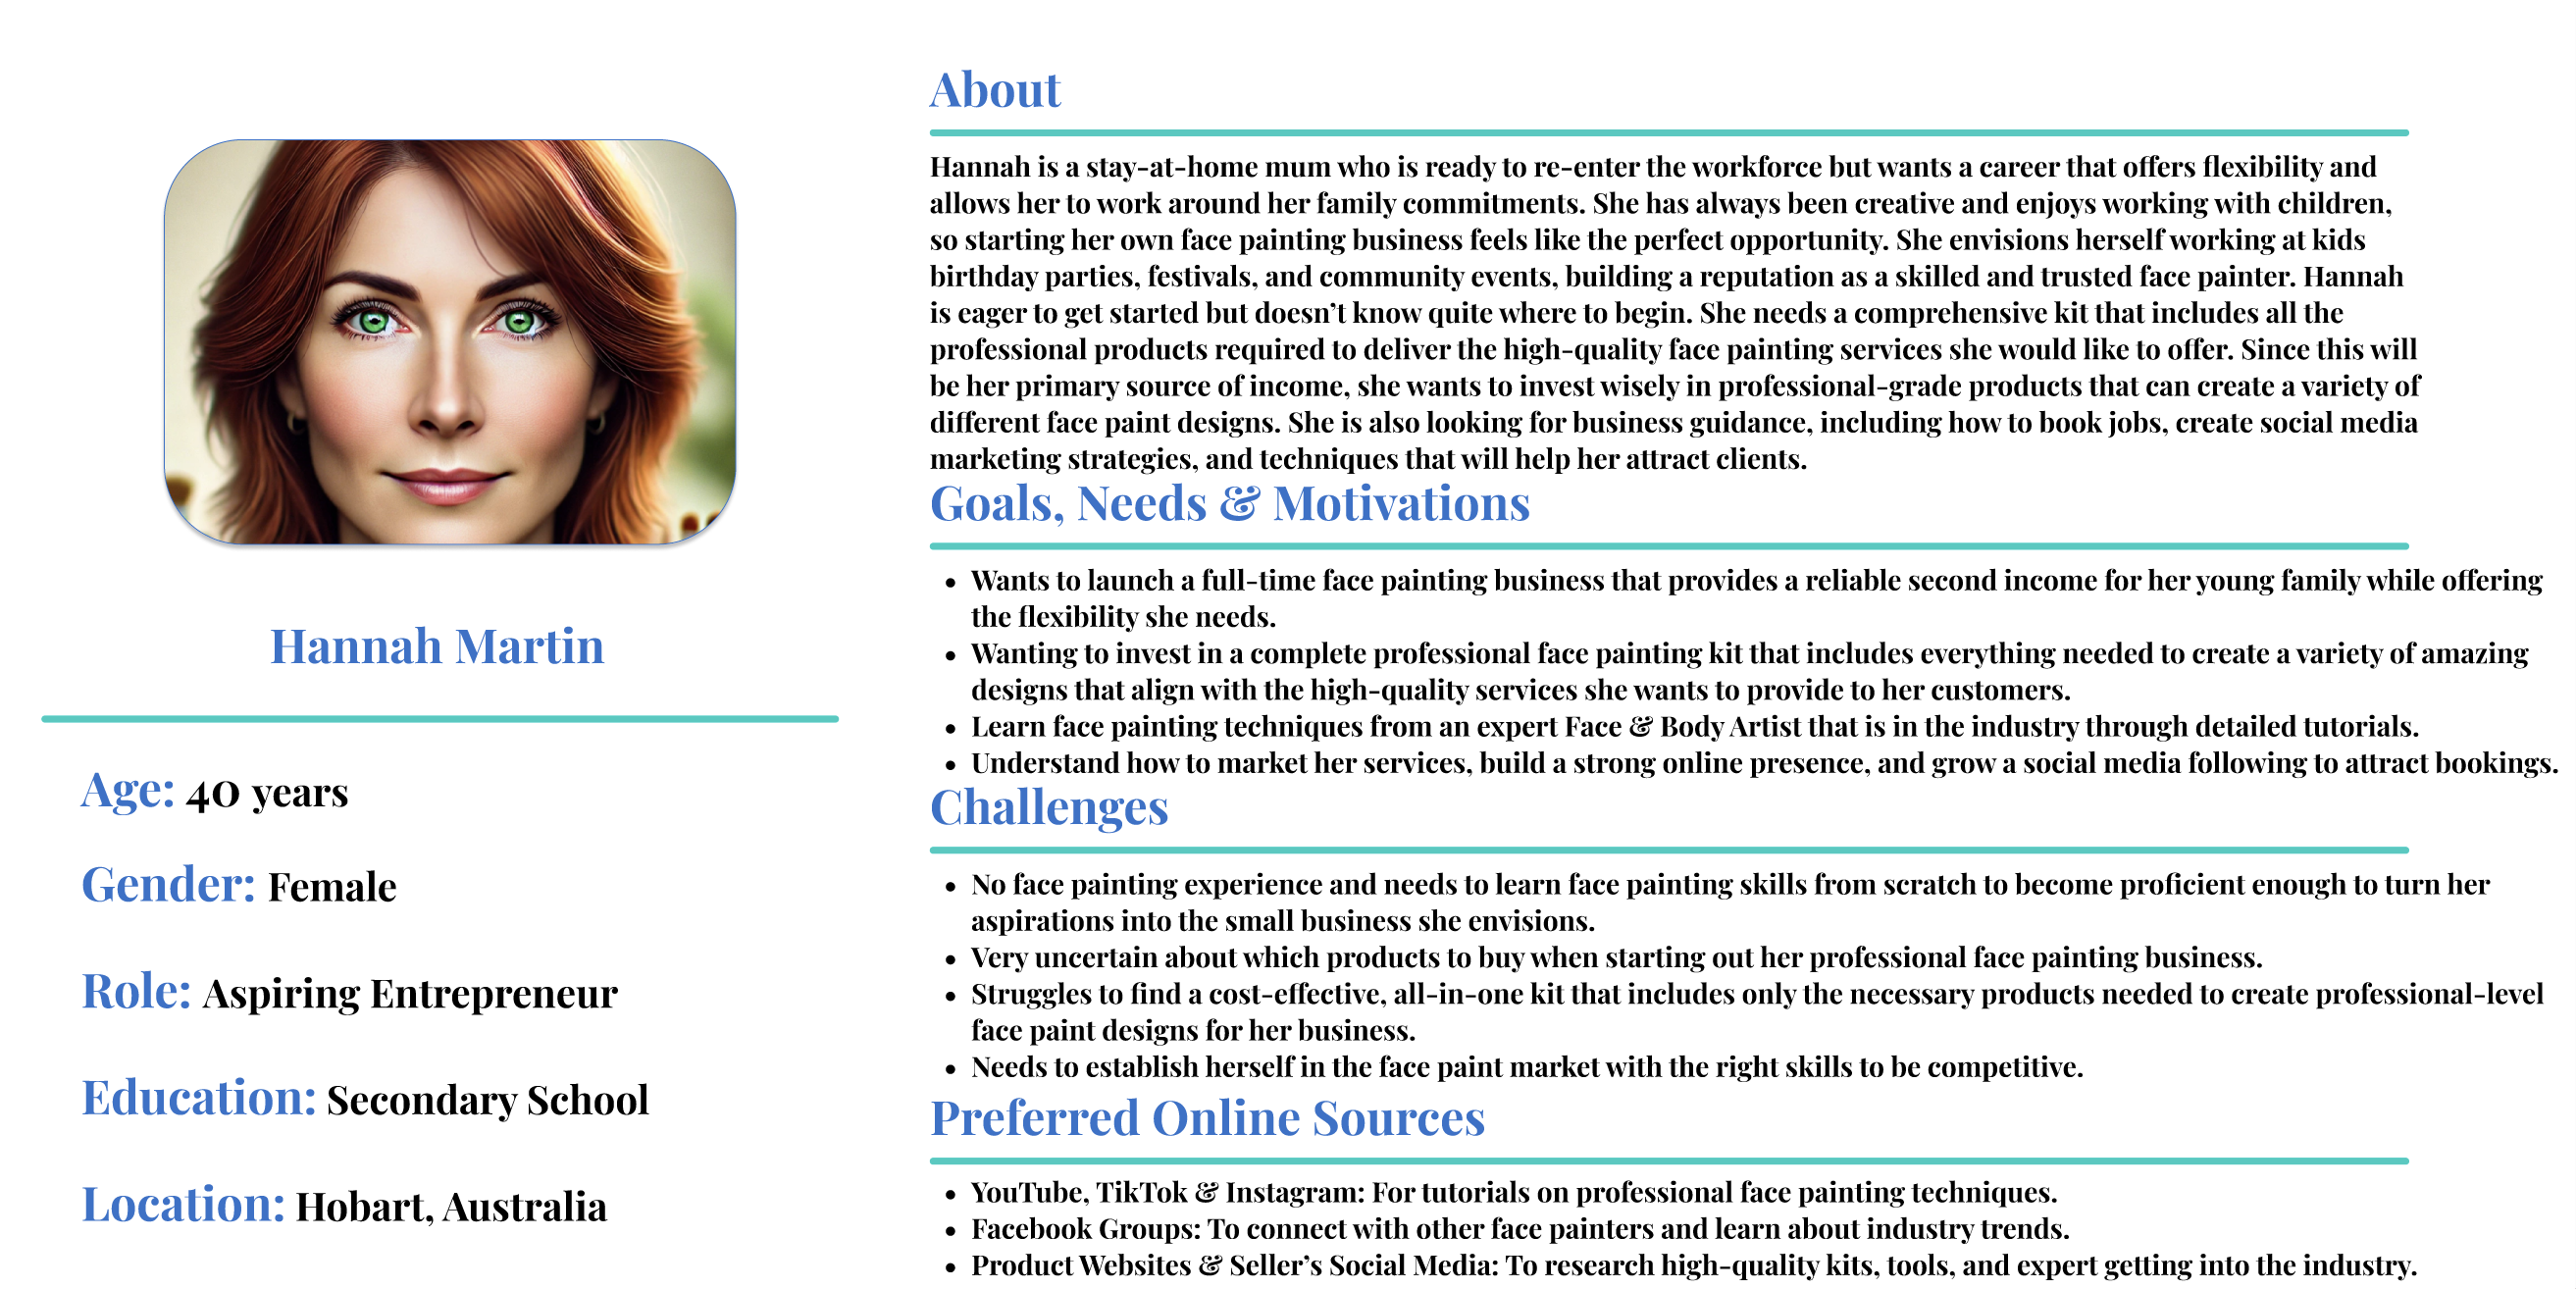 Hannah Martin
Age: 40 years
Gender: Female
Role: Aspiring Entrepreneur
Education: Secondary School
Location: Hobart, Australia
About
Hannah is a stay-at-home mum who is ready to re-enter the workforce but wants a career that offers flexibility and
allows her to work around her family commitments. She has always been creative and enjoys working with children,
so starting her own face painting business feels like the perfect opportunity. She envisions herself working at kids
birthday parties, festivals, and community events, building a reputation as a skilled and trusted face painter. Hannah
is eager to get started but doesn’t know quite where to begin. She needs a comprehensive kit that includes all the
professional products required to deliver the high-quality face painting services she would like to offer. Since this will
be her primary source of income, she wants to invest wisely in professional-grade products that can create a variety of
different face paint designs. She is also looking for business guidance, including how to book jobs, create social media
marketing strategies, and techniques that will help her attract clients.
Goals, Needs & Motivations
• Wants to launch a full-time face painting business that provides a reliable second income for her young family while offering
the flexibility she needs.
• Wanting to invest in a complete professional face painting kit that includes everything needed to create a variety of amazing
designs that align with the high-quality services she wants to provide to her customers.
• Learn face painting techniques from an expert Face & Body Artist that is in the industry through detailed tutorials.
• Understand how to market her services, build a strong online presence, and grow a social media following to attract bookings.
Challenges
• No face painting experience and needs to learn face painting skills from scratch to become proficient enough to turn her
aspirations into the small business she envisions.
• Very uncertain about which products to buy when starting out her professional face painting business.
• Struggles to find a cost-effective, all-in-one kit that includes only the necessary products needed to create professional-level
face paint designs for her business.
• Needs to establish herself in the face paint market with the right skills to be competitive.
Preferred Online Sources
• YouTube, TikTok & Instagram: For tutorials on professional face painting techniques.
• Facebook Groups: To connect with other face painters and learn about industry trends.
• Product Websites & Seller’s Social Media: To research high-quality kits, tools, and expert getting into the industry.